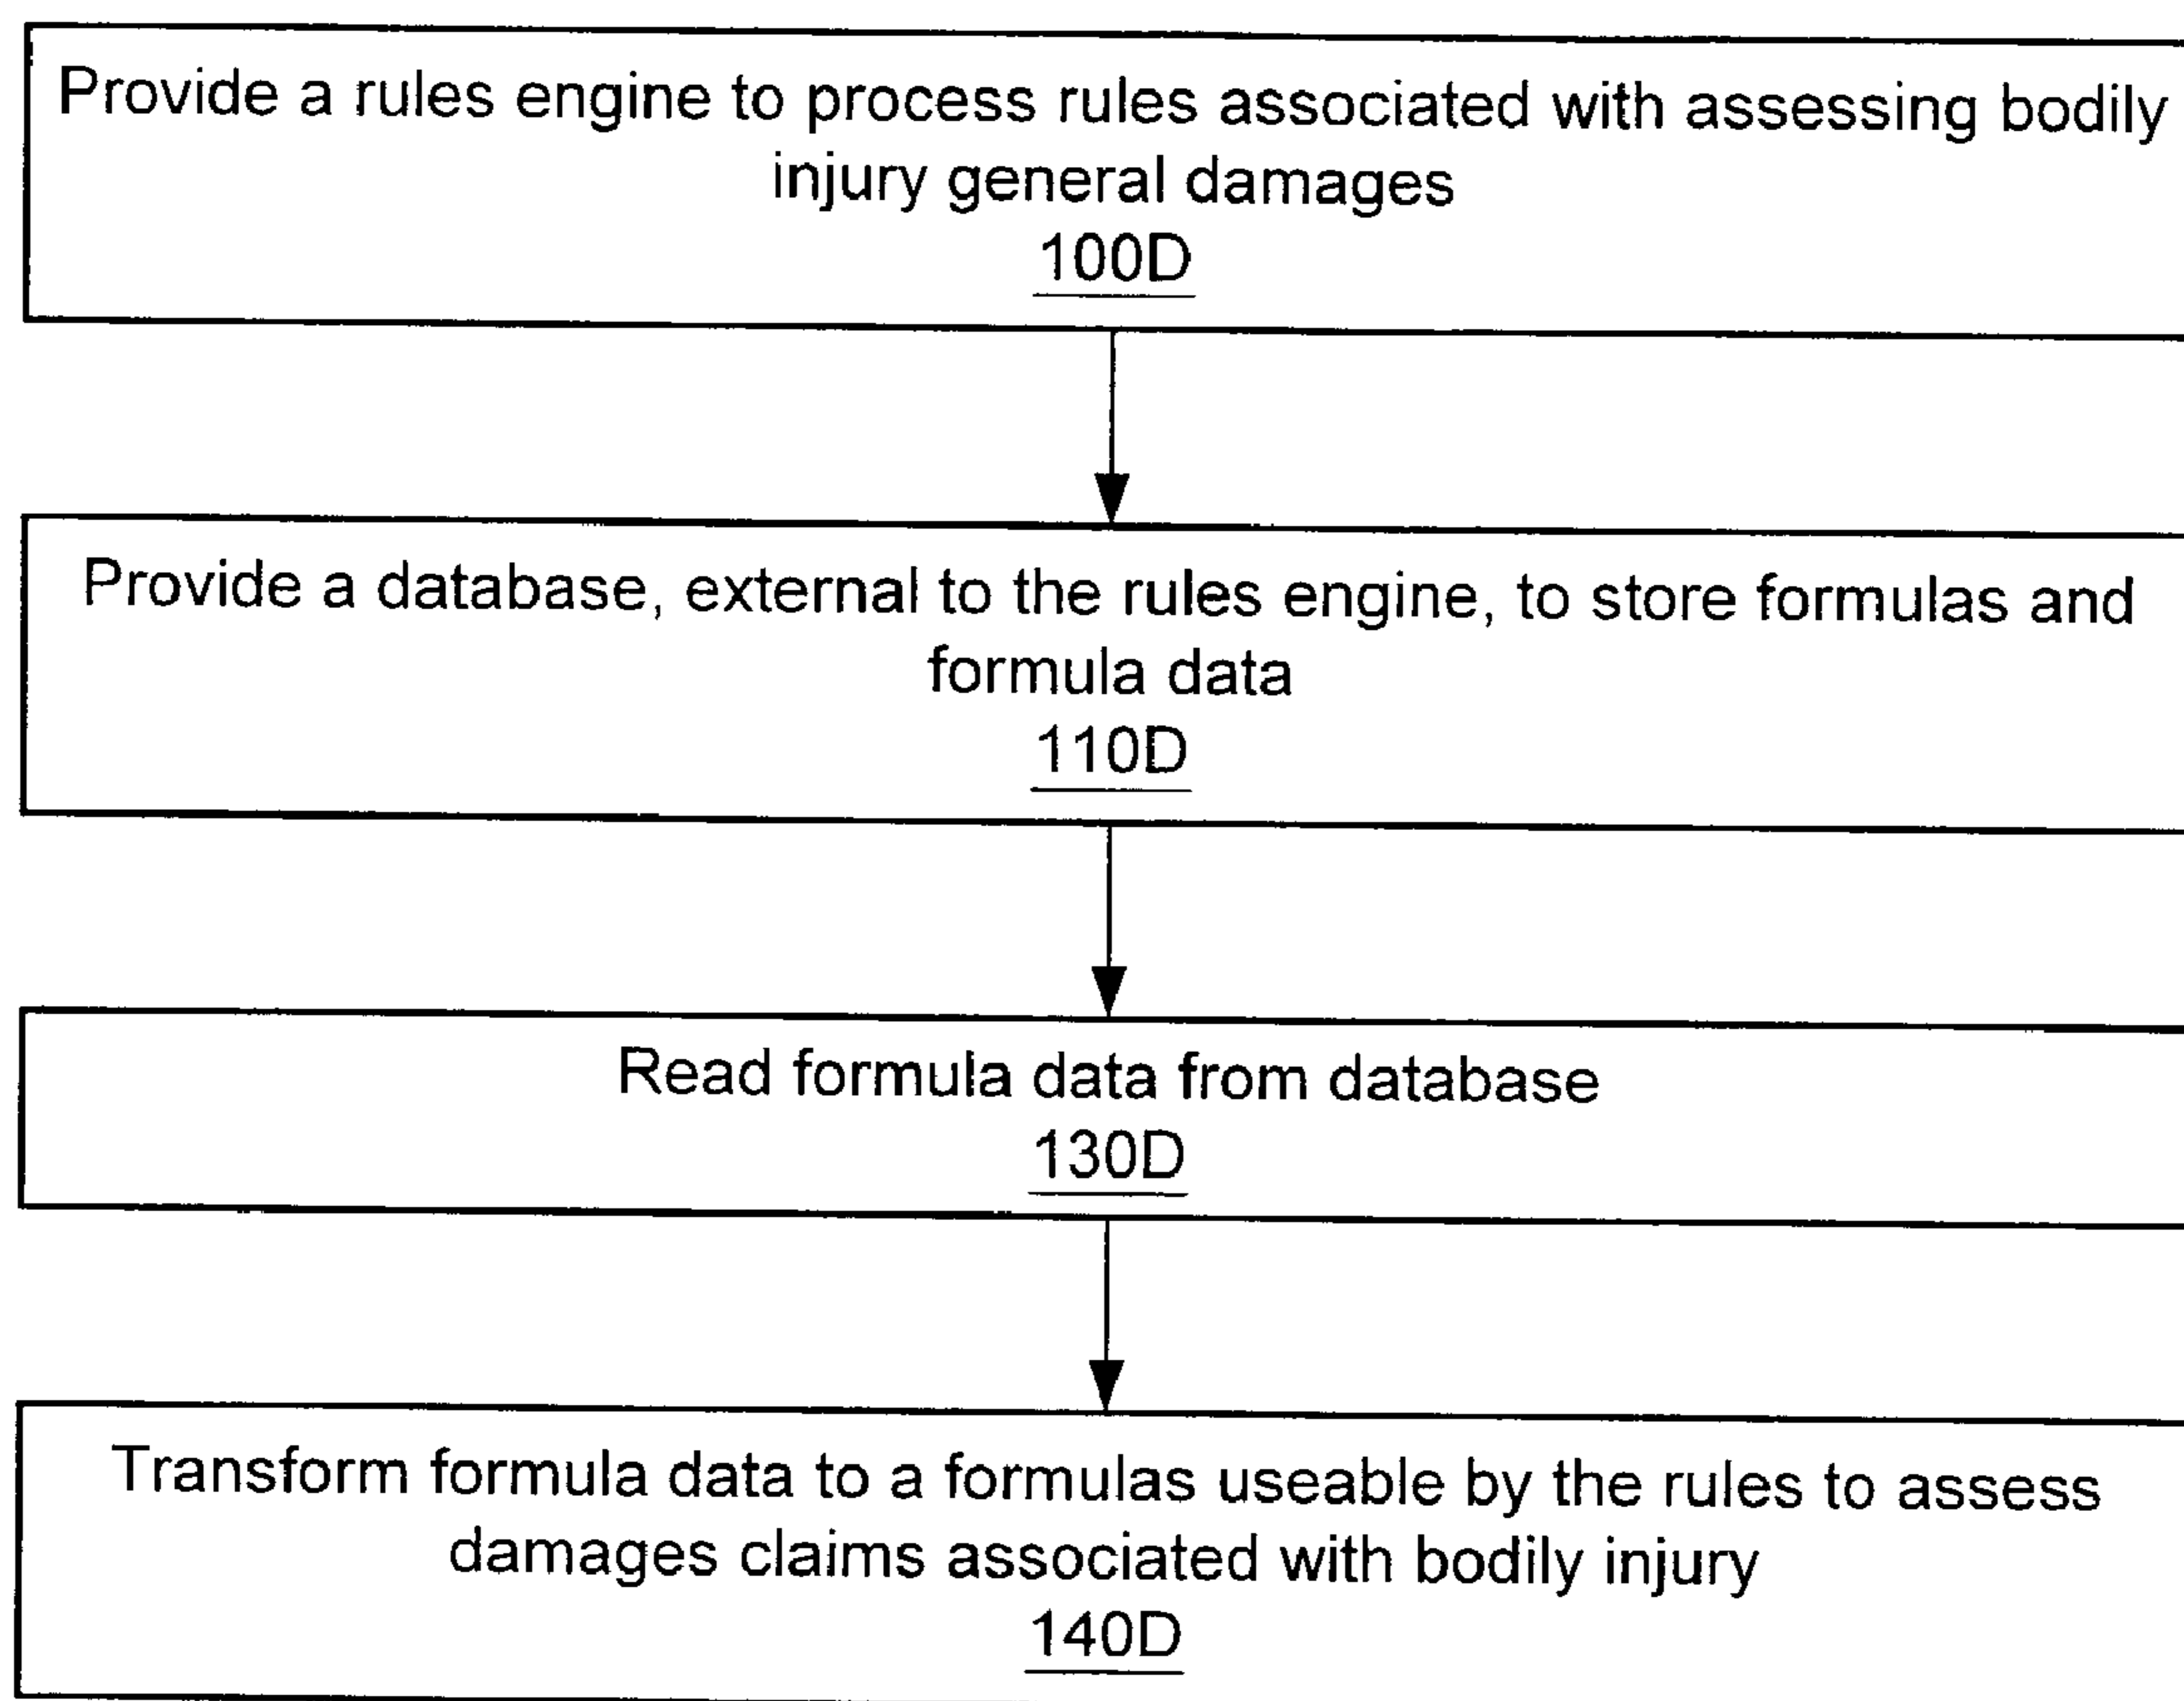 Provide a rules engine to process rules associated with assessing bodily
injury general damages
100D
Provide a database, external to the rules engine, to store formulas and
formula data
110D
Read formula data from database
130D
Transform formula data to a formulas useable by the rules to assess
damages claims associated with bodily injury
140D